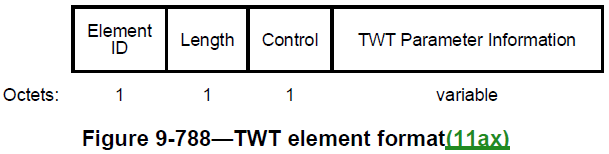 Element ID Length Control TWT Parameter Information
Octets: 1 1 1 variable
Figure 9-788—TWT element format(11ax)